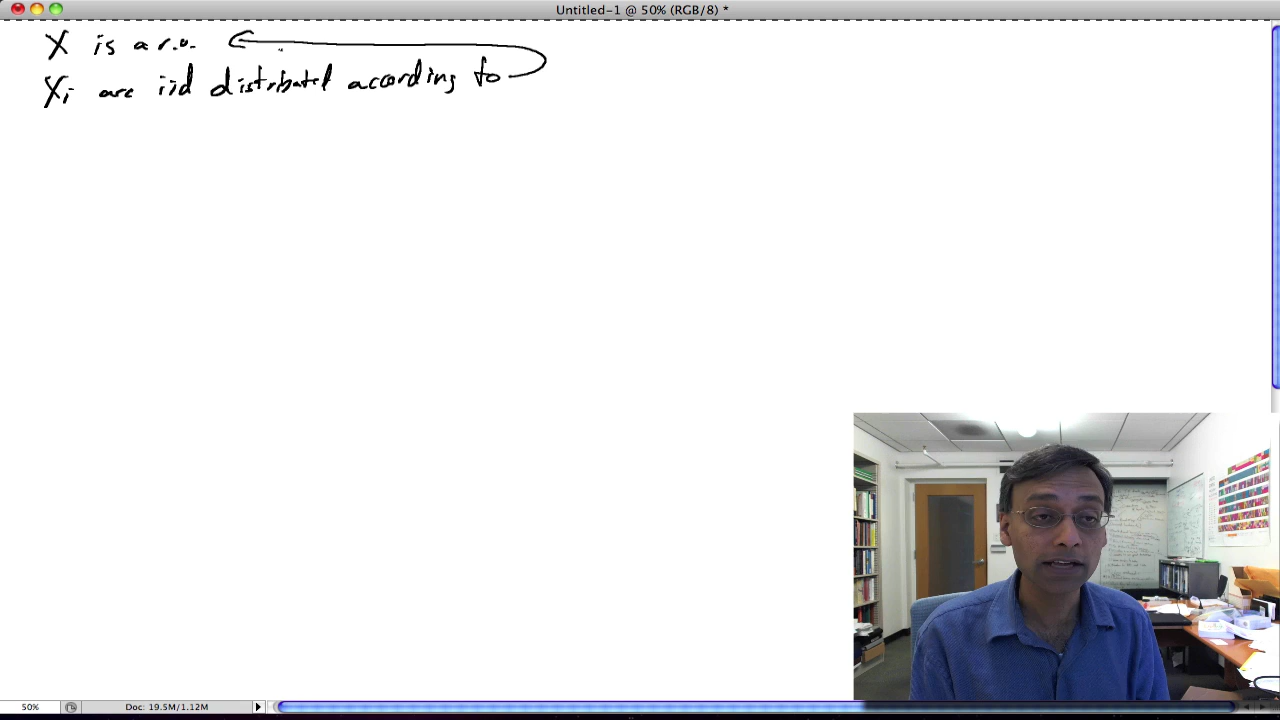 Untitled-1 @ 50% (RGB/8) *
X is a r.v.
Xi are iid distributed according to
50%
Doc: 19.5M/1.12M